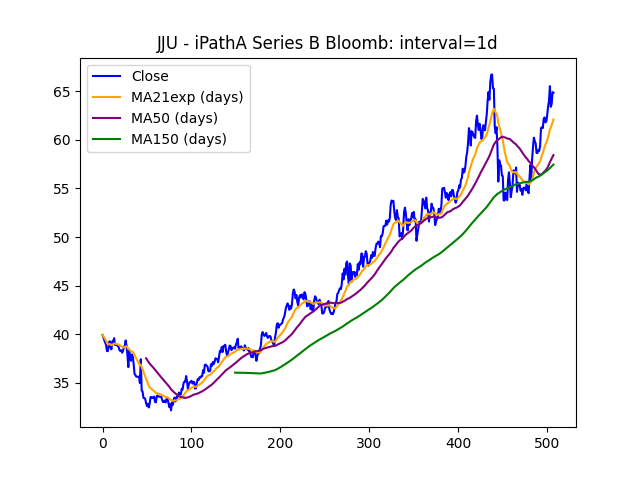 JJU - iPathA Series B Bloomb: interval=1d
Close
MA21exp (days)
MA50 (days)
MA150 (days)
65
60
55
50
45
40
35
0 100 200 300 400 500